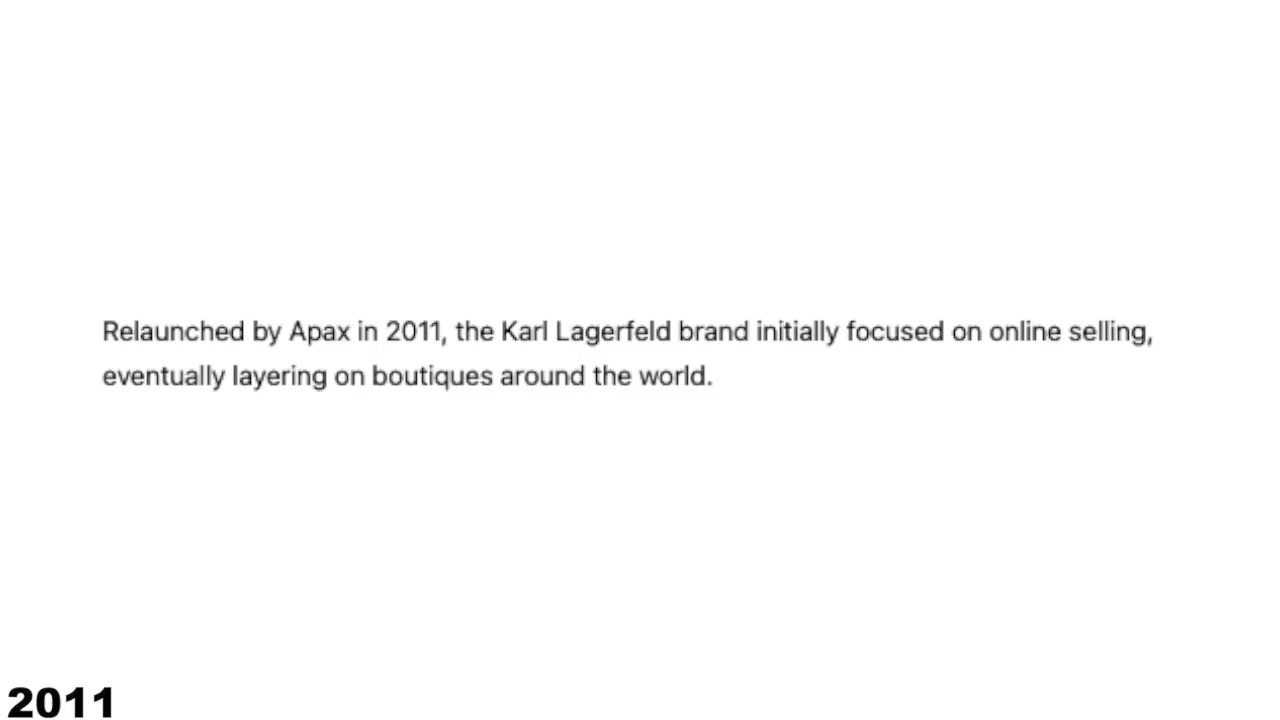 Relaunched by Apax in 2011, the Karl Lagerfeld brand initially focused on online selling,
eventually layering on boutiques around the world.
2011